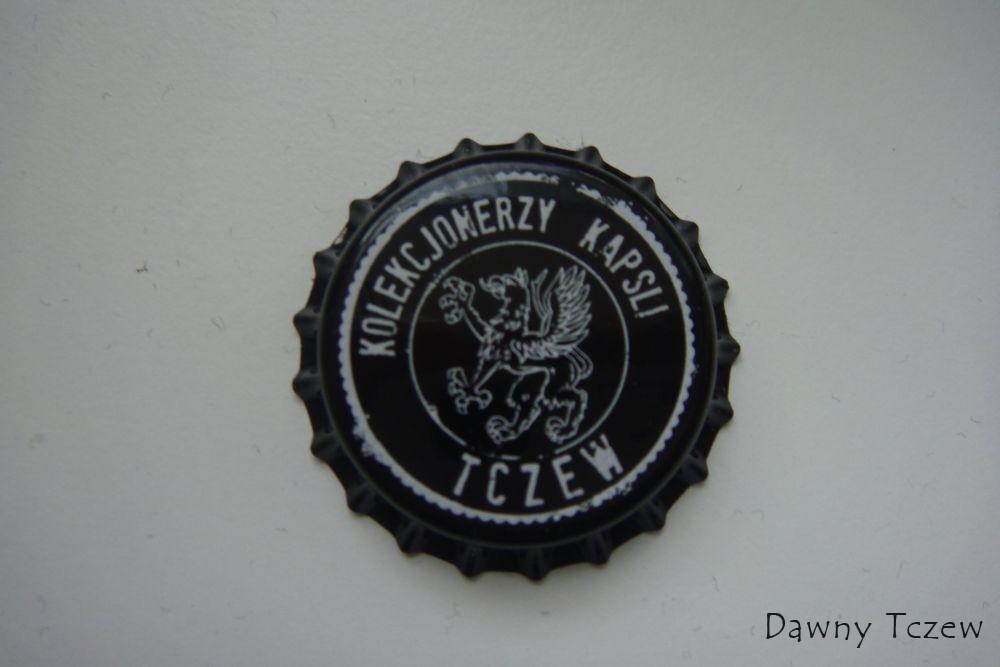 KOLEKCJONERZY KAPSLI
TCZEW
Dawny Tczew